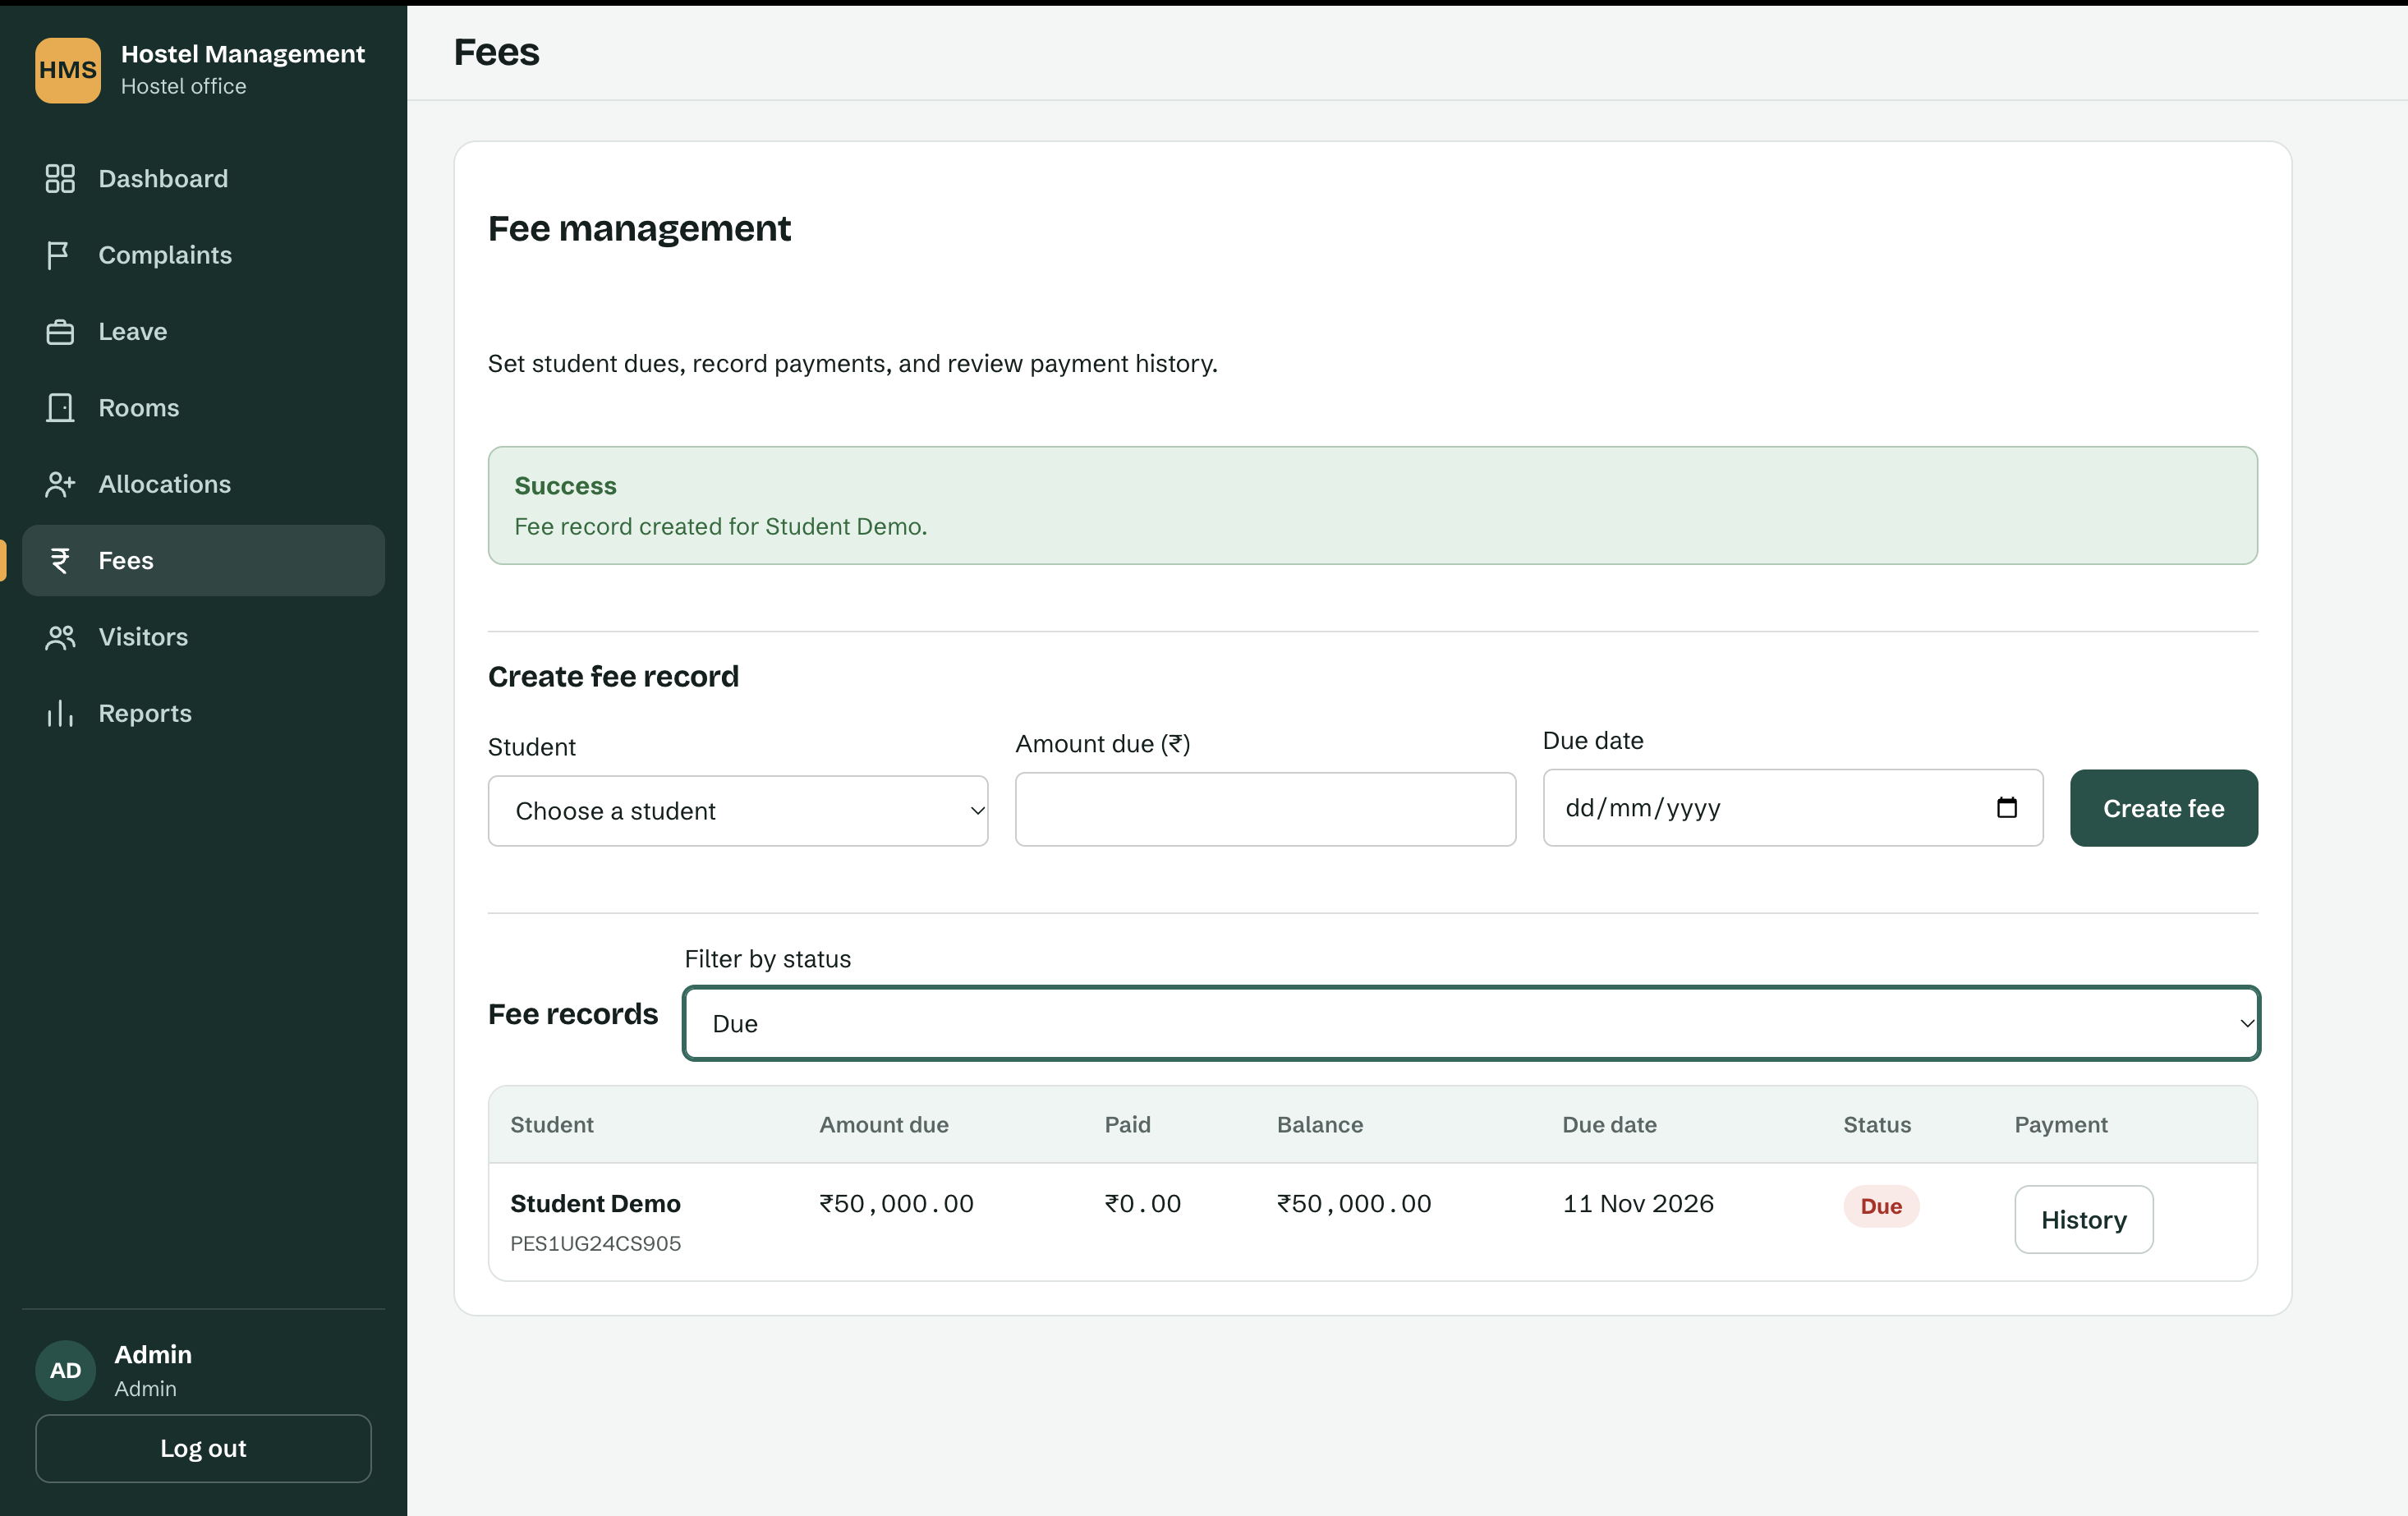 HMS
Hostel Management
Hostel office
Dashboard
Complaints
Leave
Rooms
Allocations
₹ Fees
Visitors
Reports
AD
Admin
Admin
Log out
Fees
Fee management
Set student dues, record payments, and review payment history.
Success
Fee record created for Student Demo.
Create fee record
Student Amount due (₹) Due date
Choose a student dd/mm/yyyy Create fee
Filter by status
Fee records Due
Student Amount due Paid Balance Due date Status Payment
Student Demo ₹50,000.00 ₹0.00 ₹50,000.00 11 Nov 2026 Due History
PES1UG24CS905